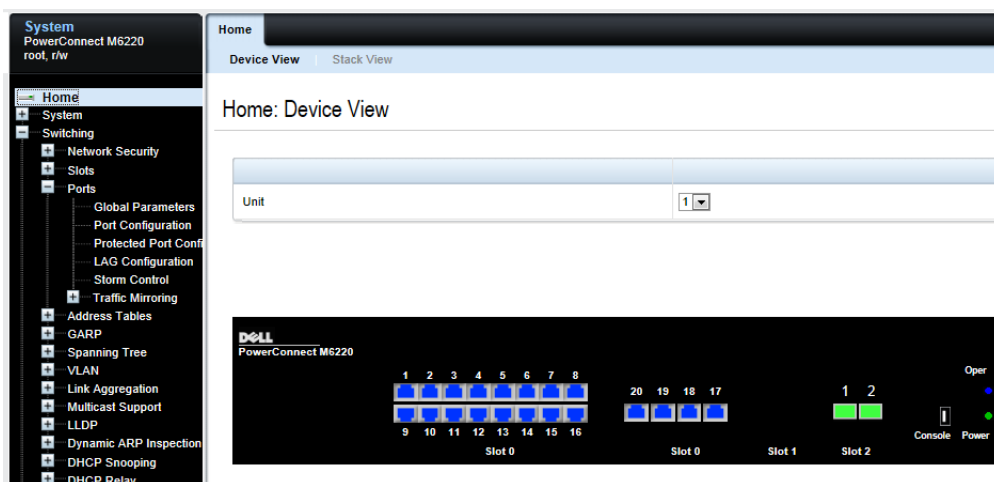 System
PowerConnect M6220
root, r/w
Home
Device View
Stack View
Home
System
Switching
Network Security
Slots
Ports
Global Parameters
Port Configuration
Protected Port Confi
LAG Configuration
Storm Control
Traffic Mirroring
Address Tables
GARP
Spanning Tree
VLAN
Link Aggregation
Multicast Support
LLDP
Dynamic ARP Inspection
DHCP Snooping
DHCP Relay
Home: Device View
Unit
1
DELL
PowerConnect M6220
1 2 3 4 5 6 7 8
9 10 11 12 13 14 15 16
Slot 0
20 19 18 17
Slot 0
Slot 1
1 2
Slot 2
Console
Oper
Power